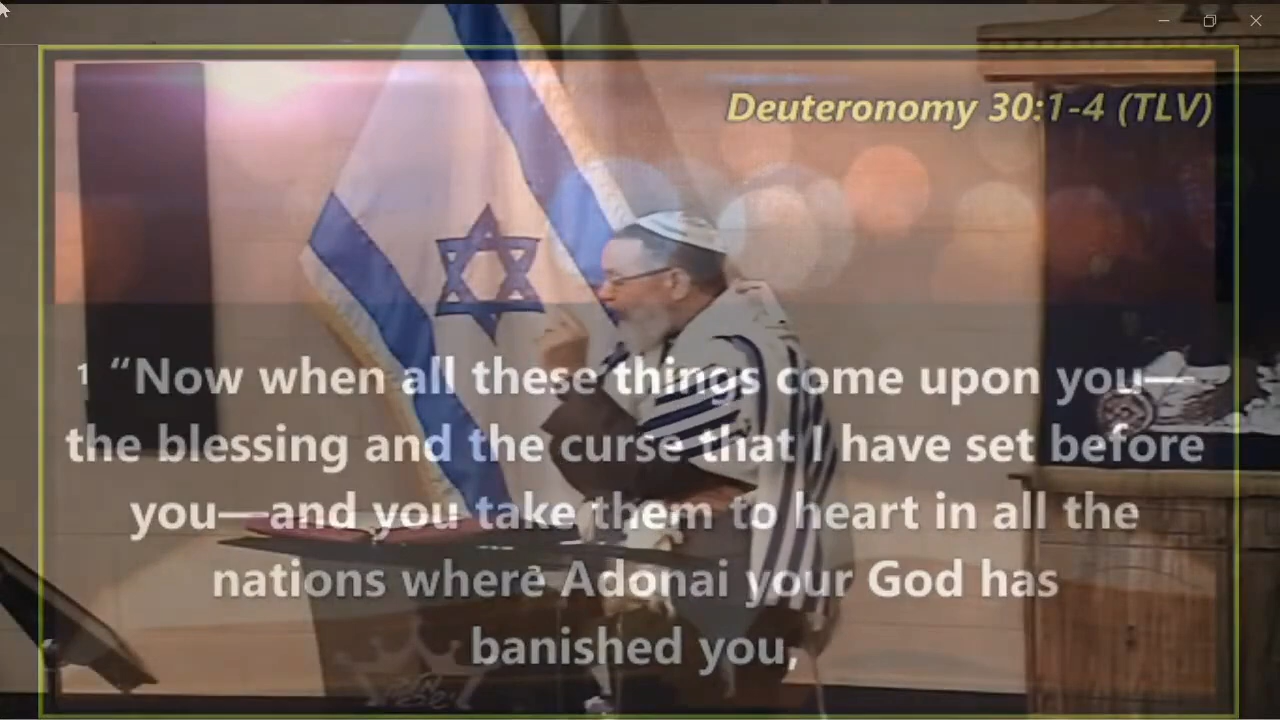 Deuteronomy 30:1-4 (TLV)
1 “Now when all these things come upon you—
the blessing and the curse that I have set before
you—and you take them to heart in all the
nations where Adonai your God has
banished you,